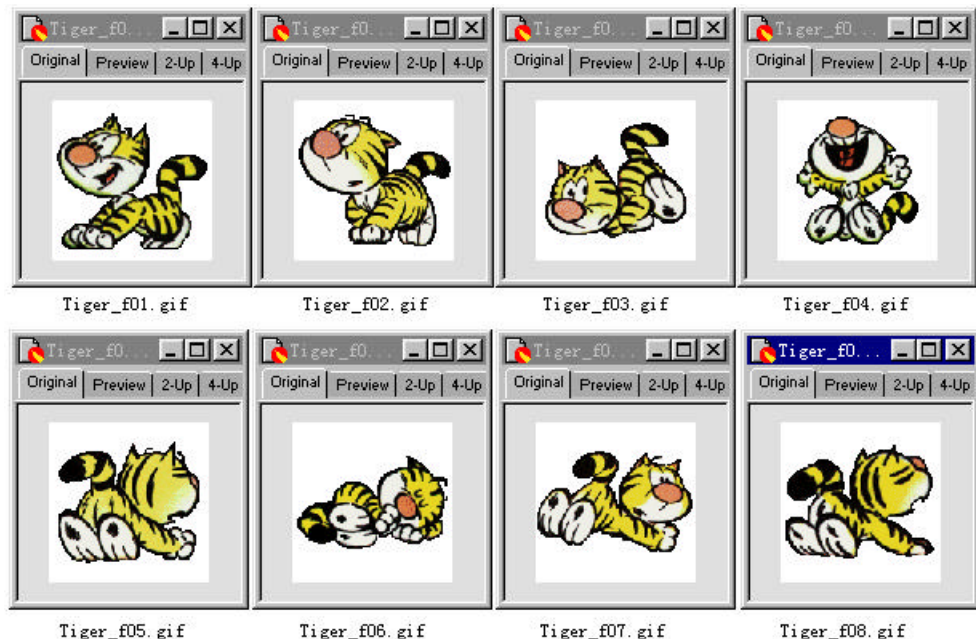 Tiger_f0... Tiger_f0... Tiger_f0... Tiger_f0...
Original Preview 2-Up 4-Up Original Preview 2-Up 4-Up Original Preview 2-Up 4-Up Original Preview 2-Up 4-Up
Tiger_f01.gif Tiger_f02.gif Tiger_f03.gif Tiger_f04.gif
Tiger_f0... Tiger_f0... Tiger_f0... Tiger_f0...
Original Preview 2-Up 4-Up Original Preview 2-Up 4-Up Original Preview 2-Up 4-Up Original Preview 2-Up 4-Up
Tiger_f05.gif Tiger_f06.gif Tiger_f07.gif Tiger_f08.gif